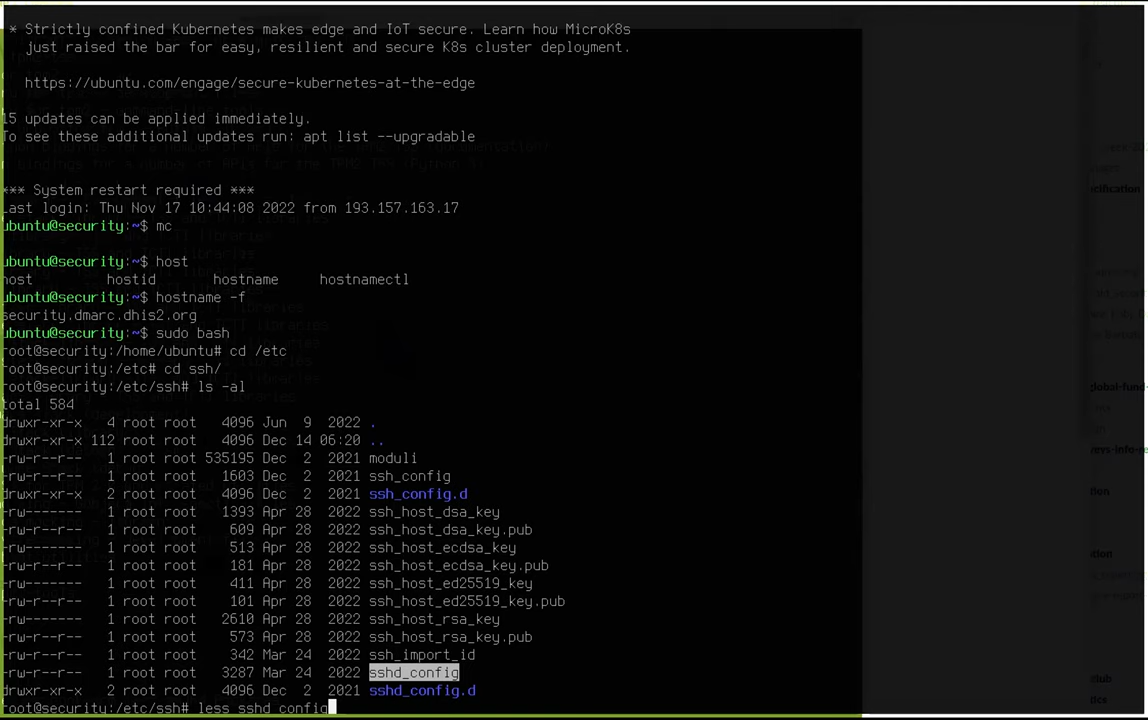 * Strictly confined Kubernetes makes edge and IoT secure. Learn how MicroK8s
just raised the bar for easy, resilient and secure K8s cluster deployment.
https://ubuntu.com/engage/secure-kubernetes-at-the-edge
15 updates can be applied immediately.
To see these additional updates run: apt list --upgradable
*** System restart required ***
Last login: Thu Nov 17 10:44:08 2022 from 193.157.163.17
ubuntu@security:~$ mc
ubuntu@security:~$ host
host hostid hostname hostnamectl
ubuntu@security:~$ hostname -f
security.dmarc.dhis2.org
ubuntu@security:~$ sudo bash
root@security:/home/ubuntu# cd /etc
root@security:/etc# cd ssh/
root@security:/etc/ssh# ls -al
total 584
drwxr-xr-x 4 root root 4096 Jun 9 2022 .
drwxr-xr-x 112 root root 4096 Dec 14 06:20 ..
-rw-r--r-- 1 root root 535195 Dec 2 2021 moduli
-rw-r--r-- 1 root root 1603 Dec 2 2021 ssh_config
drwxr-xr-x 2 root root 4096 Dec 2 2021 ssh_config.d
-rw------- 1 root root 1393 Apr 28 2022 ssh_host_dsa_key
-rw-r--r-- 1 root root 609 Apr 28 2022 ssh_host_dsa_key.pub
-rw------- 1 root root 513 Apr 28 2022 ssh_host_ecdsa_key
-rw-r--r-- 1 root root 181 Apr 28 2022 ssh_host_ecdsa_key.pub
-rw------- 1 root root 411 Apr 28 2022 ssh_host_ed25519_key
-rw-r--r-- 1 root root 101 Apr 28 2022 ssh_host_ed25519_key.pub
-rw------- 1 root root 2610 Apr 28 2022 ssh_host_rsa_key
-rw-r--r-- 1 root root 573 Apr 28 2022 ssh_host_rsa_key.pub
-rw-r--r-- 1 root root 342 Mar 24 2022 ssh_import_id
-rw-r--r-- 1 root root 3287 Mar 24 2022 sshd_config
drwxr-xr-x 2 root root 4096 Dec 2 2021 sshd_config.d
root@security:/etc/ssh# less sshd_config